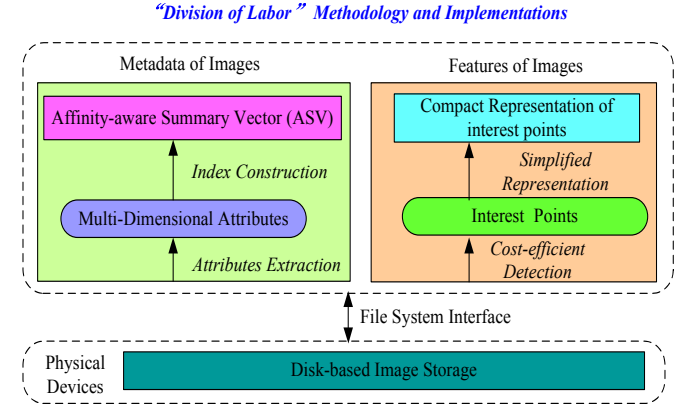 “Division of Labor” Methodology and Implementations
Metadata of Images
Affinity-aware Summary Vector (ASV)
Index Construction
Multi-Dimensional Attributes
Attributes Extraction
Features of Images
Compact Representation of
interest points
Simplified
Representation
Interest Points
Cost-efficient
Detection
File System Interface
Physical
Devices
Disk-based Image Storage